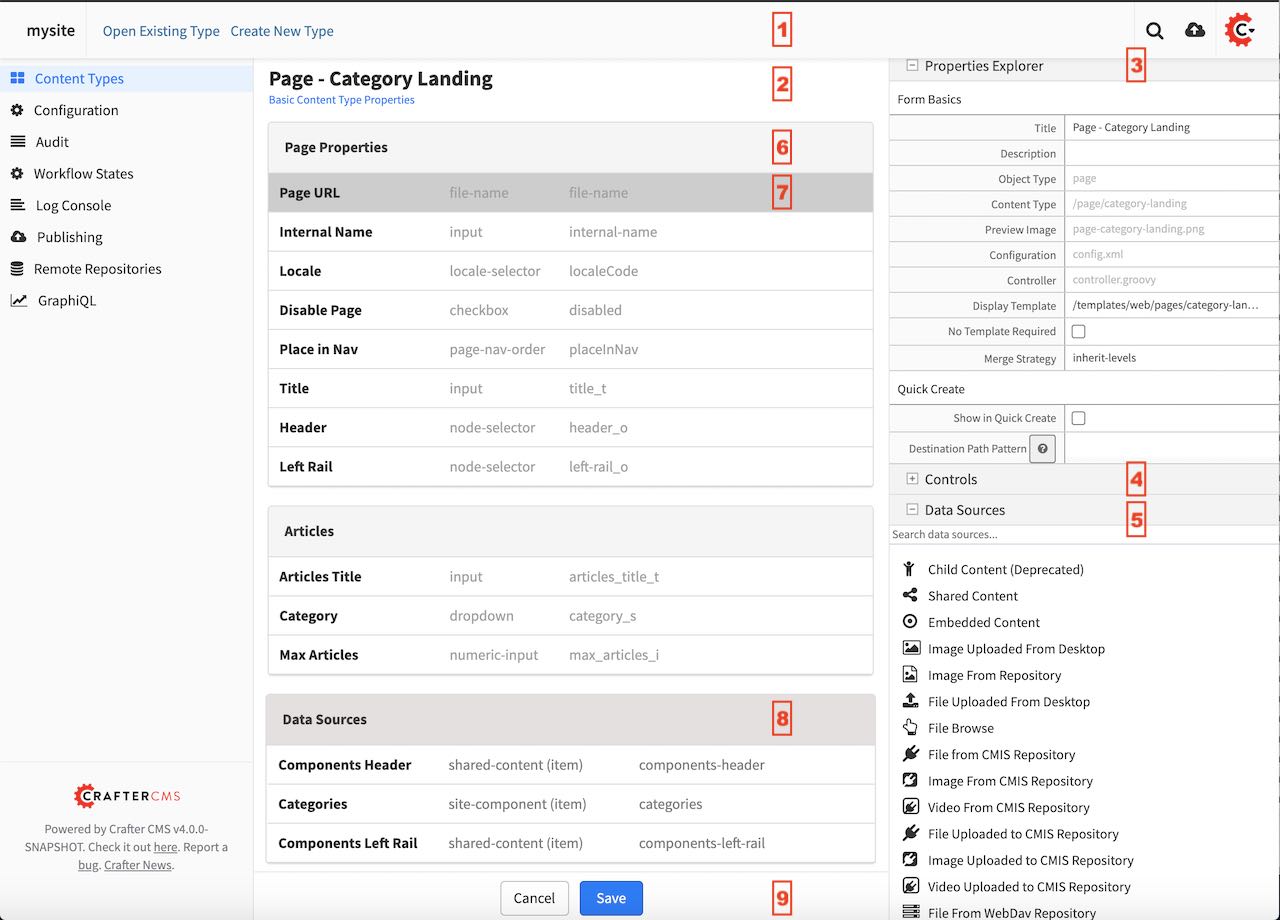 mysite
Open Existing Type Create New Type
1
C
Content Types
Configuration
Audit
Workflow States
Log Console
Publishing
Remote Repositories
GraphiQL
CRAFTERCMS
Powered by Crafter CMS v4.0.0-
SNAPSHOT. Check it out here. Report a
bug. Crafter News.
Page - Category Landing
2
Basic Content Type Properties
Page Properties
6
Page URL file-name file-name
7
Internal Name input internal-name
Locale locale-selector localeCode
Disable Page checkbox disabled
Place in Nav page-nav-order placeInNav
Title input title_t
Header node-selector header_o
Left Rail node-selector left-rail_o
Articles
Articles Title input articles_title_t
Category dropdown category_s
Max Articles numeric-input max_articles_i
Data Sources
8
Components Header shared-content (item) components-header
Categories site-component (item) categories
Components Left Rail shared-content (item) components-left-rail
Cancel Save
9
Properties Explorer
3
Form Basics
Title Page - Category Landing
Description
Object Type page
Content Type /page/category-landing
Preview Image page-category-landing.png
Configuration config.xml
Controller controller.groovy
Display Template /templates/web/pages/category-lan...
No Template Required
Merge Strategy inherit-levels
Quick Create
Show in Quick Create
Destination Path Pattern ?
Controls
4
Data Sources
5
Search data sources...
Child Content (Deprecated)
Shared Content
Embedded Content
Image Uploaded From Desktop
Image From Repository
File Uploaded From Desktop
File Browse
File from CMIS Repository
Image From CMIS Repository
Video From CMIS Repository
File Uploaded to CMIS Repository
Image Uploaded to CMIS Repository
Video Uploaded to CMIS Repository
File From WebDav Repository